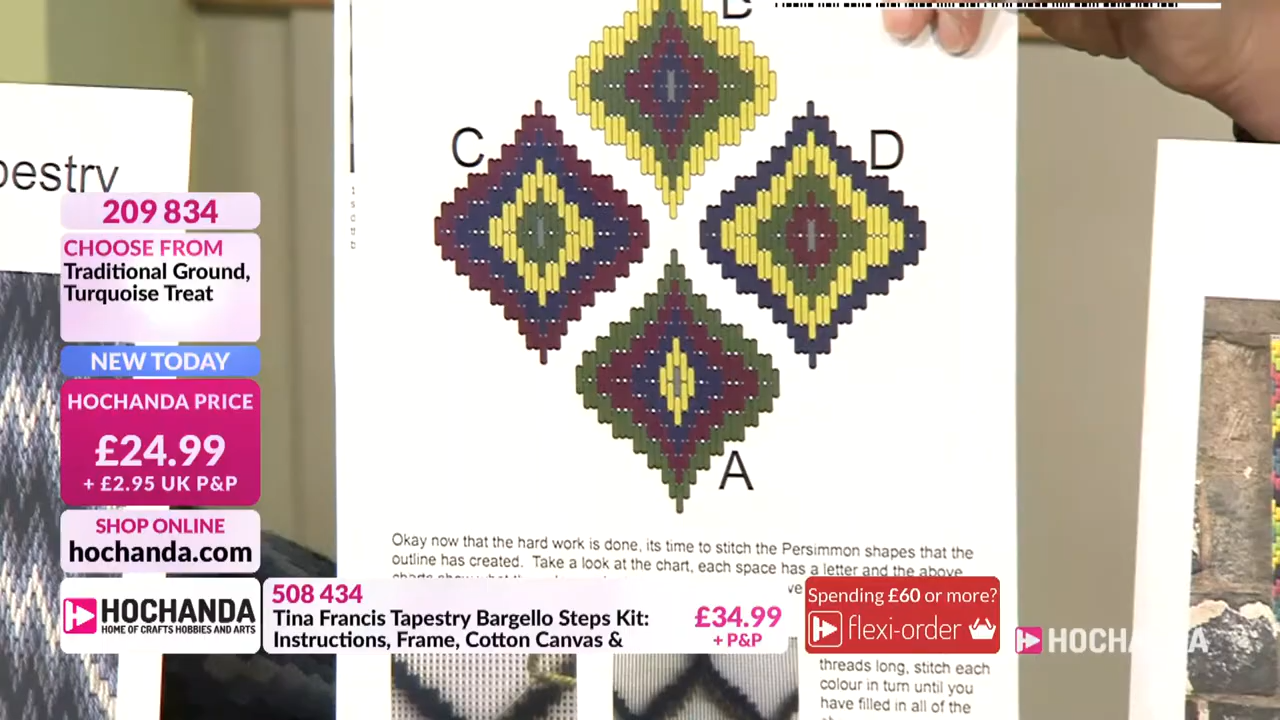 B
C
D
A
pestry
209 834
CHOOSE FROM
Traditional Ground,
Turquoise Treat
NEW TODAY
HOCHANDA PRICE
£24.99
+ £2.95 UK P&P
SHOP ONLINE
hochanda.com
Okay now that the hard work is done, its time to stitch the Persimmon shapes that the
outline has created. Take a look at the chart, each space has a letter and the above
HOCHANDA
HOME OF CRAFTS HOBBIES AND ARTS
508 434
Tina Francis Tapestry Bargello Steps Kit:
Instructions, Frame, Cotton Canvas &
£34.99
+ P&P
Spending £60 or more?
flexi-order
HOCHANDA
threads long, stitch each
colour in turn until you
have filled in all of the